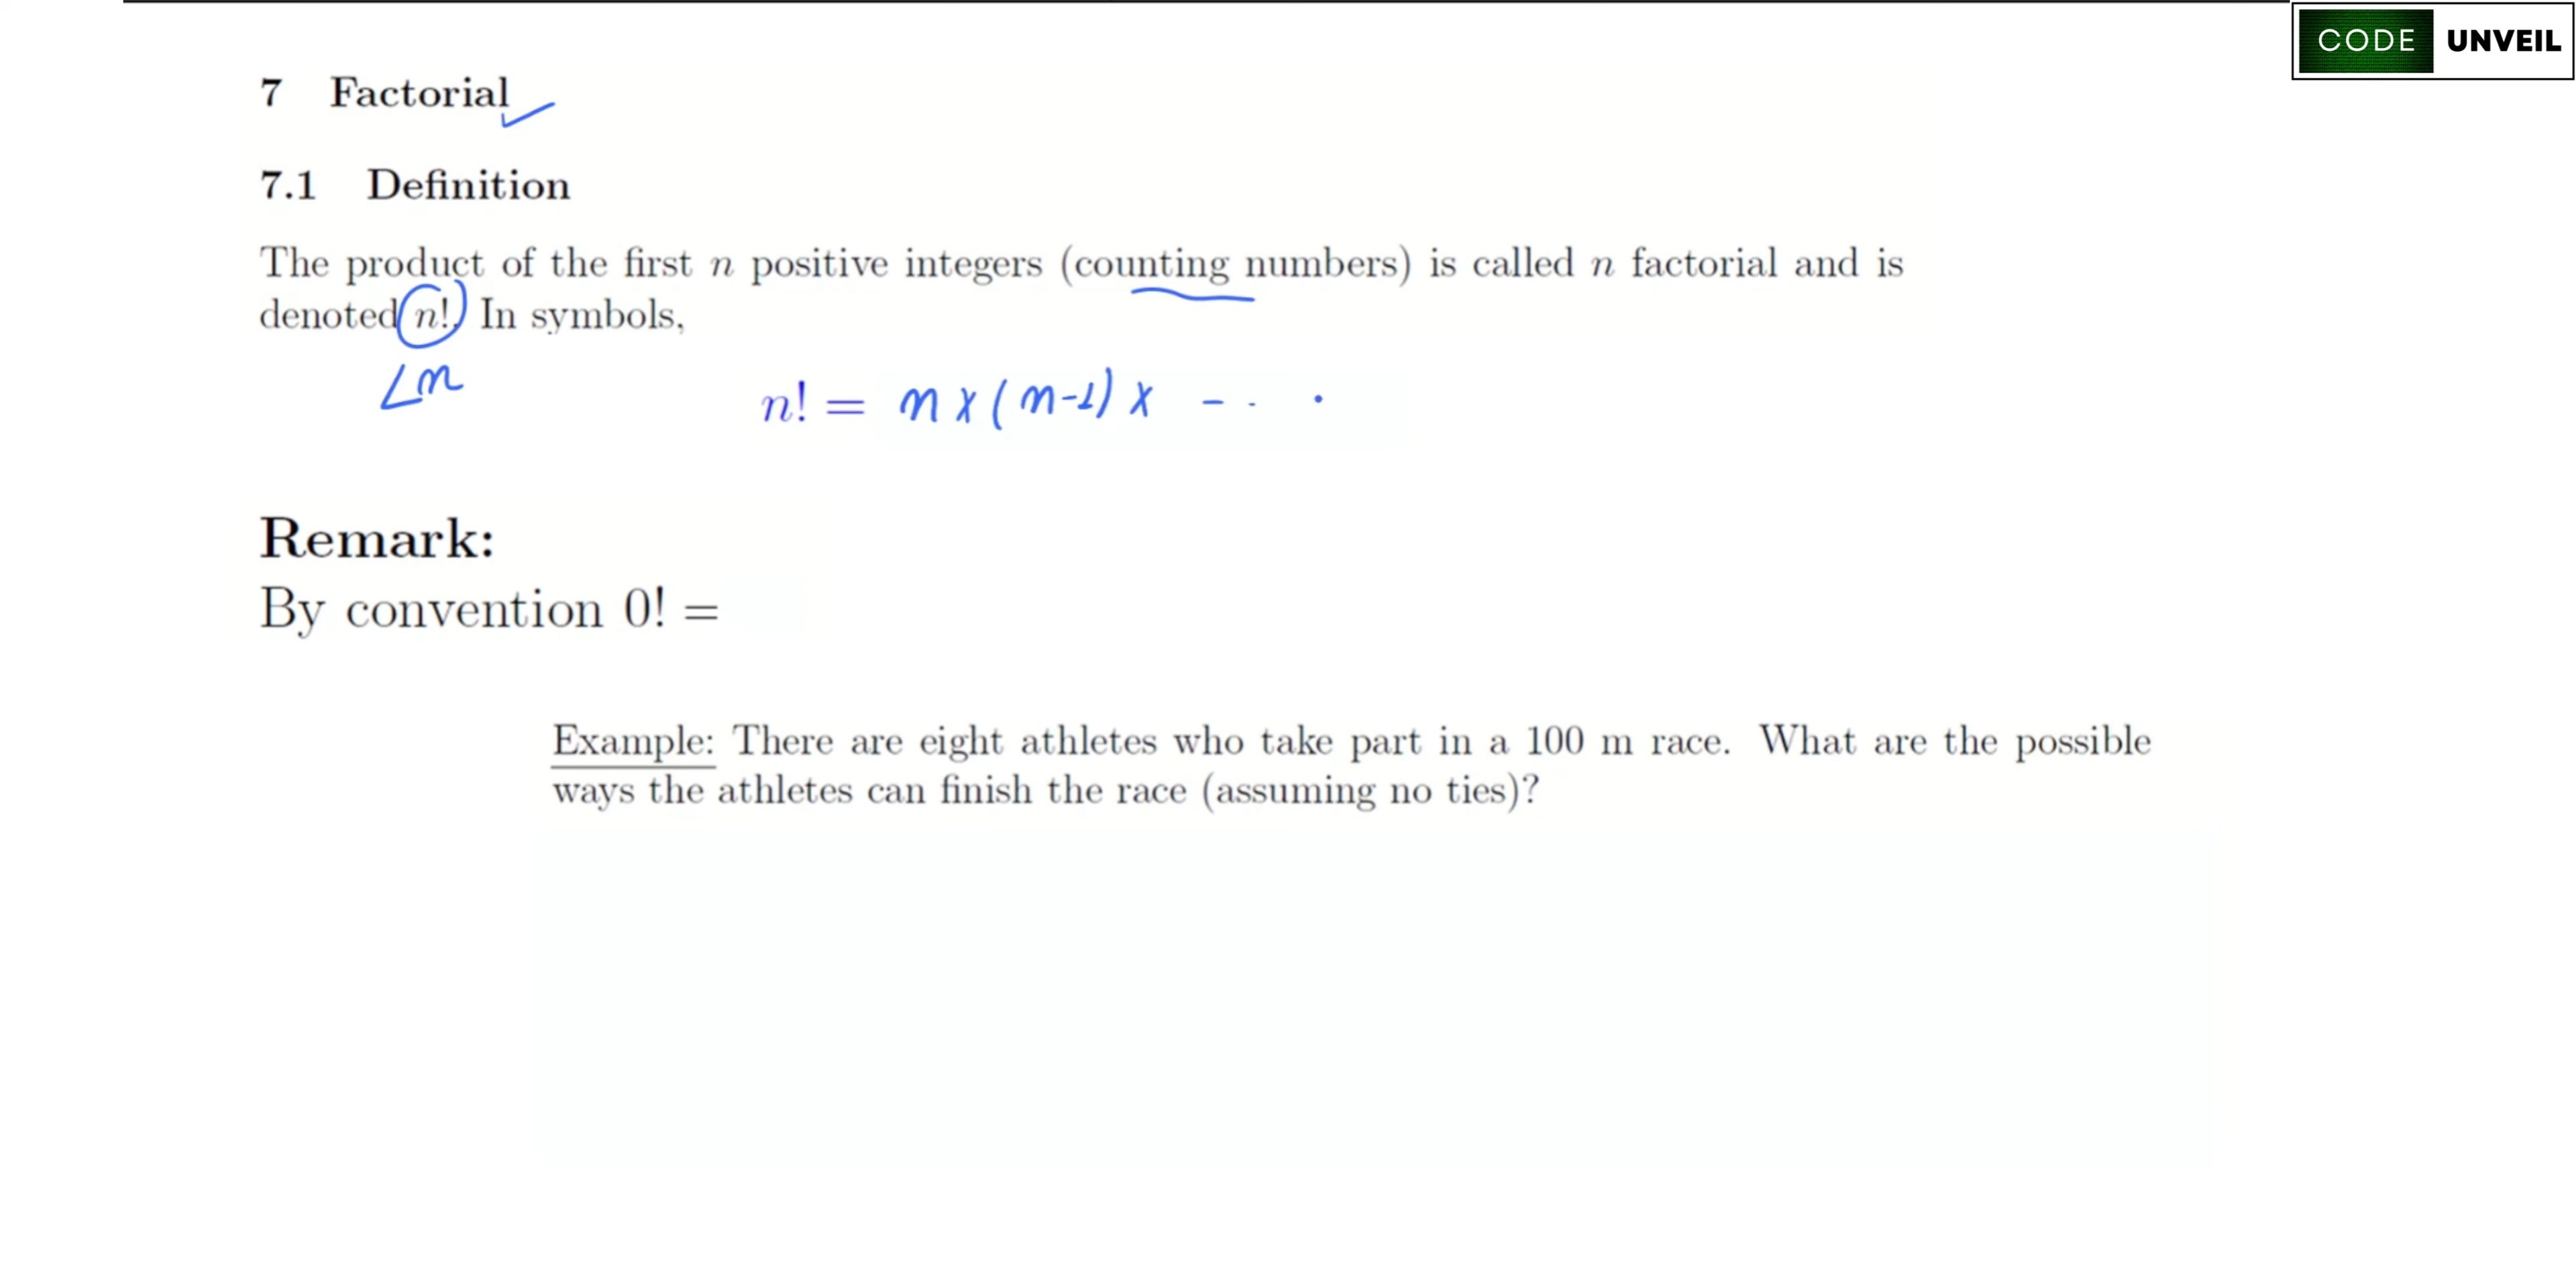 CODE UNVEIL
7 Factorial
7.1 Definition
The product of the first n positive integers (counting numbers) is called n factorial and is
denoted n!. In symbols,
∠n
n! = n x (n-1) x - - .
Remark:
By convention 0! =
Example: There are eight athletes who take part in a 100 m race. What are the possible
ways the athletes can finish the race (assuming no ties)?